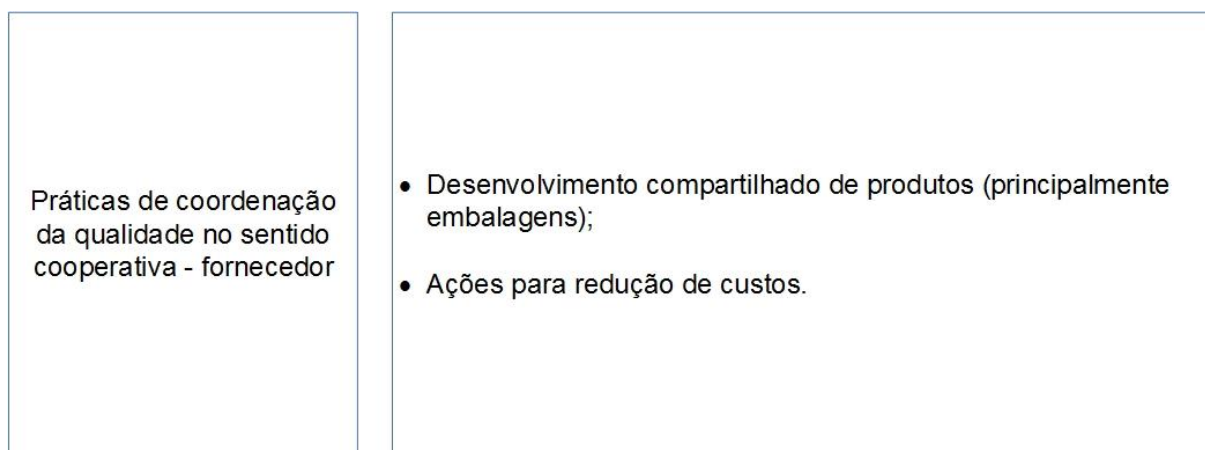 Práticas de coordenação
da qualidade no sentido
cooperativa - fornecedor
• Desenvolvimento compartilhado de produtos (principalmente
embalagens);
• Ações para redução de custos.